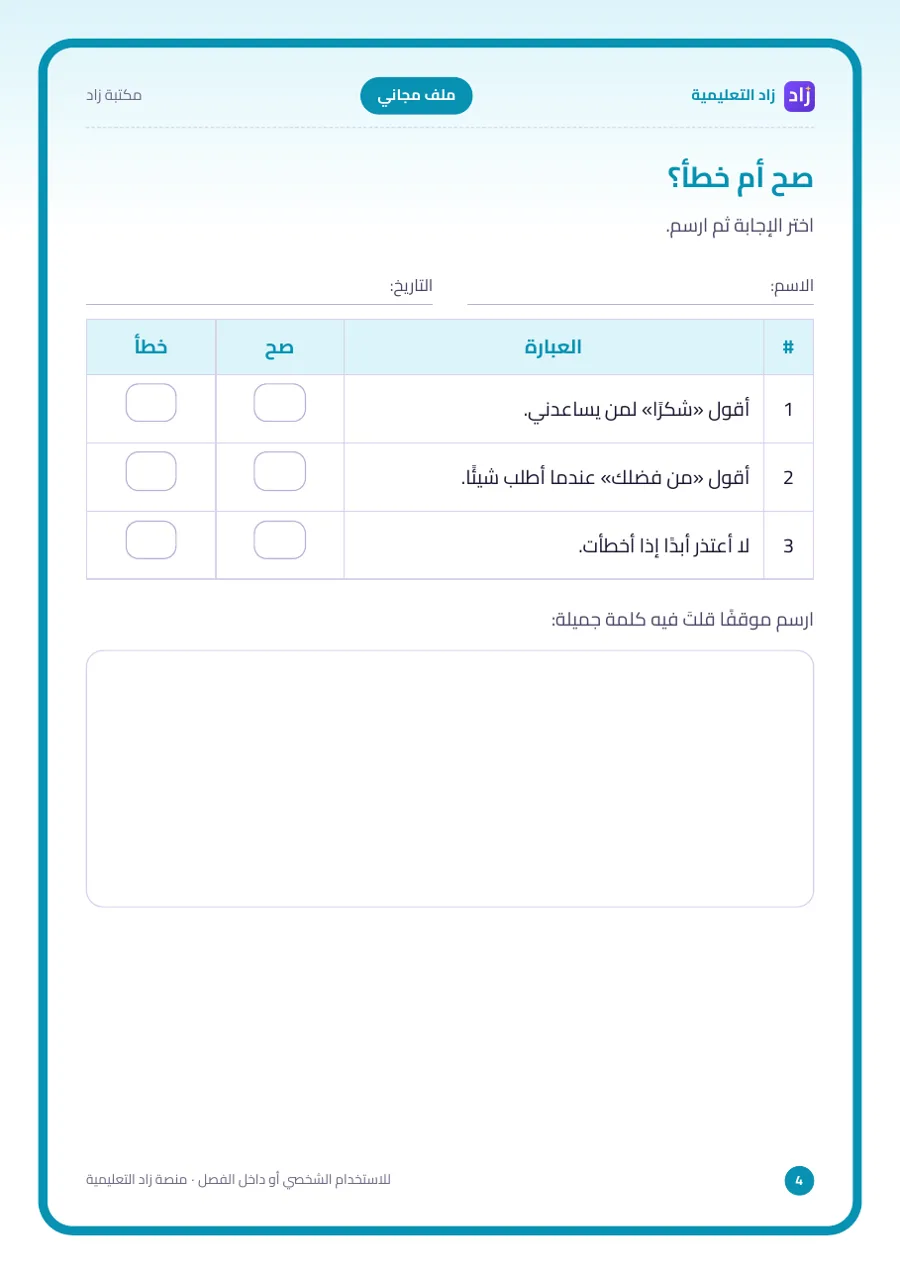 زاد زاد التعليمية
ملف مجاني
مكتبة زاد
صح أم خطأ؟
اختر الإجابة ثم ارسم.
الاسم:
التاريخ:
# العبارة صح خطأ
1 أقول «شكرًا» لمن يساعدني.
2 أقول «من فضلك» عندما أطلب شيئًا.
3 لا أعتذر أبدًا إذا أخطأت.
ارسم موقفًا قلتَ فيه كلمة جميلة:
4
للاستخدام الشخصي أو داخل الفصل · منصة زاد التعليمية